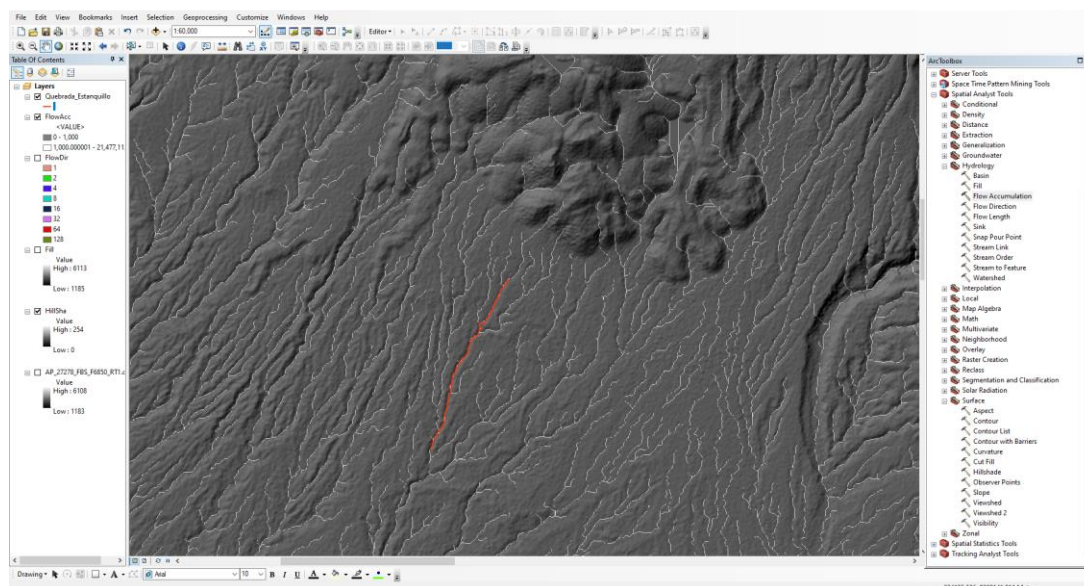 File Edit View Bookmarks Insert Selection Geoprocessing Customize Windows Help
1:60,000
Editor
Table Of Contents
Layers
Quebrada_Estanquillo
FlowAcc
<VALUE>
0 - 1,000
1,000.000001 - 21,477,11
FlowDir
1
2
4
8
16
32
64
128
Fill
Value
High : 6113
Low : 1185
HillSha
Value
High : 254
Low : 0
AP_27278_FBS_F6850_RT1.
Value
High : 6108
Low : 1183
ArcToolbox
Server Tools
Space Time Pattern Mining Tools
Spatial Analyst Tools
Conditional
Density
Distance
Extraction
Generalization
Groundwater
Hydrology
Basin
Fill
Flow Accumulation
Flow Direction
Flow Length
Sink
Snap Pour Point
Stream Link
Stream Order
Stream to Feature
Watershed
Interpolation
Local
Map Algebra
Math
Multivariate
Neighborhood
Overlay
Raster Creation
Reclass
Segmentation and Classification
Solar Radiation
Surface
Aspect
Contour
Contour List
Contour with Barriers
Curvature
Cut Fill
Hillshade
Observer Points
Slope
Viewshed
Viewshed 2
Visibility
Zonal
Spatial Statistics Tools
Tracking Analyst Tools
Drawing A Arial 10 B I U A